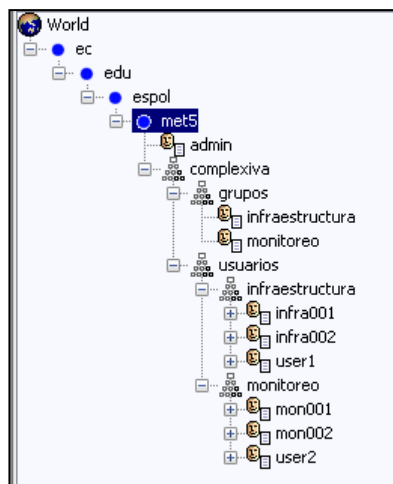 World
ec
edu
espol
met5
admin
complexiva
grupos
infraestructura
monitoreo
usuarios
infraestructura
infra001
infra002
user1
monitoreo
mon001
mon002
user2